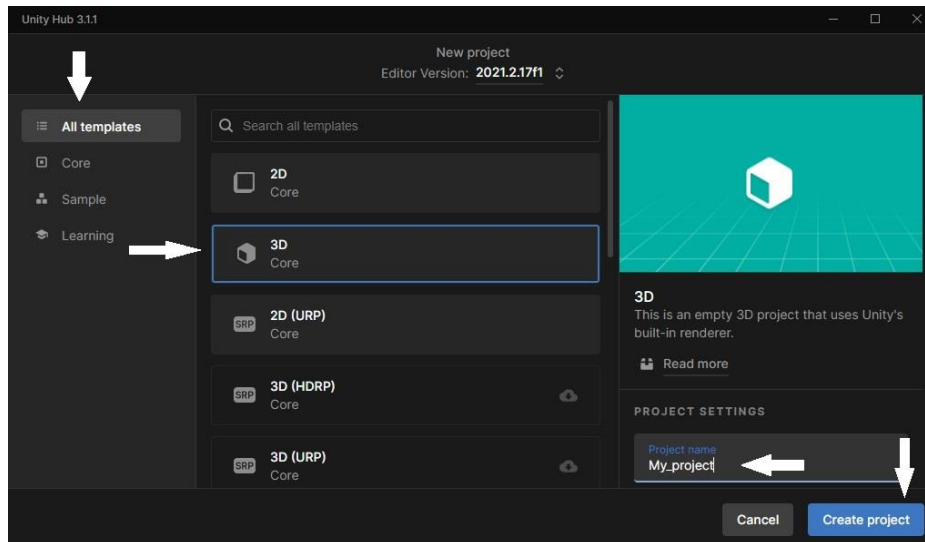 Unity Hub 3.1.1
New project
Editor Version: 2021.2.17f1
All templates
Core
Sample
Learning
Search all templates
2D
Core
3D
Core
2D (URP)
Core
3D (HDRP)
Core
3D (URP)
Core
SRP
SRP
SRP
3D
This is an empty 3D project that uses Unity's
built-in renderer.
Read more
PROJECT SETTINGS
Project name
My_project
Cancel
Create project